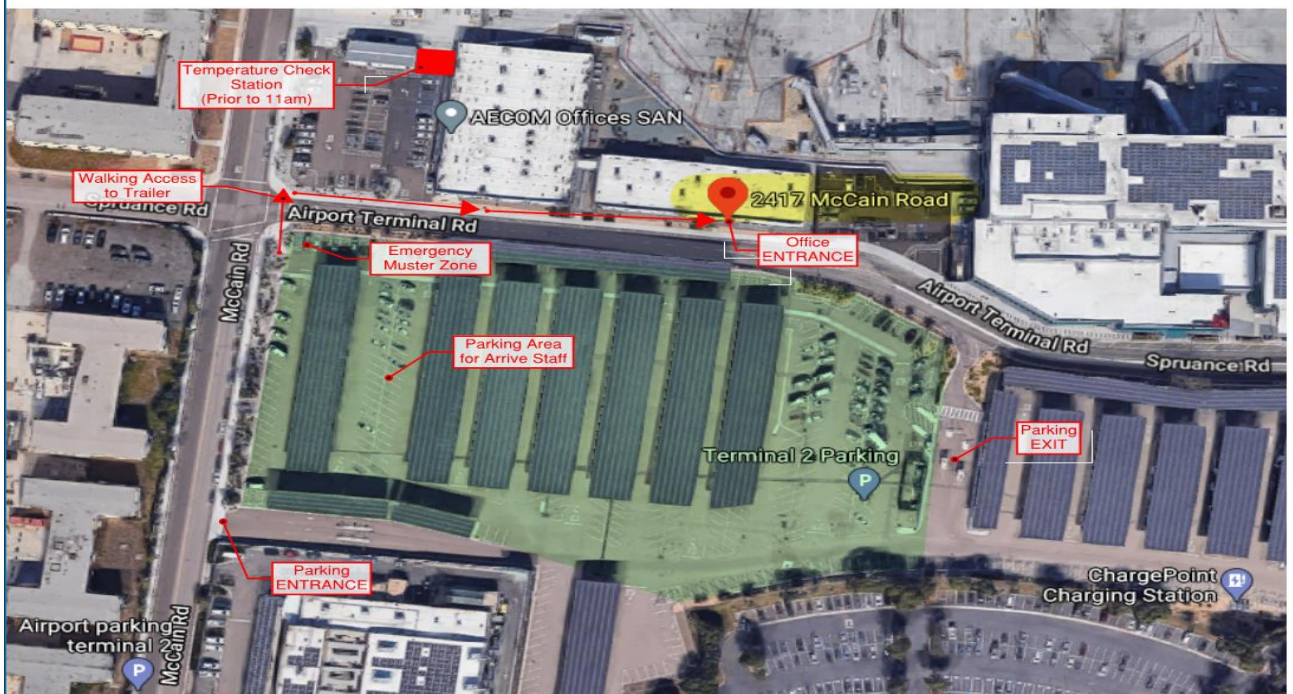 Temperature Check
Station
(Prior to 11am)
AECOM Offices SAN
Walking Access
to Trailer
Spruance Rd
2417 McCain Road
Airport Terminal Rd
Office
ENTRANCE
Emergency
Muster Zone
McCain Rd
Airport Terminal Rd
Parking Area
for Arrive Staff
Spruance Rd
Parking
EXIT
Terminal 2 Parking
P
Parking
ENTRANCE
ChargePoint
Charging Station
Airport parking
terminal 2
P
McCain Rd